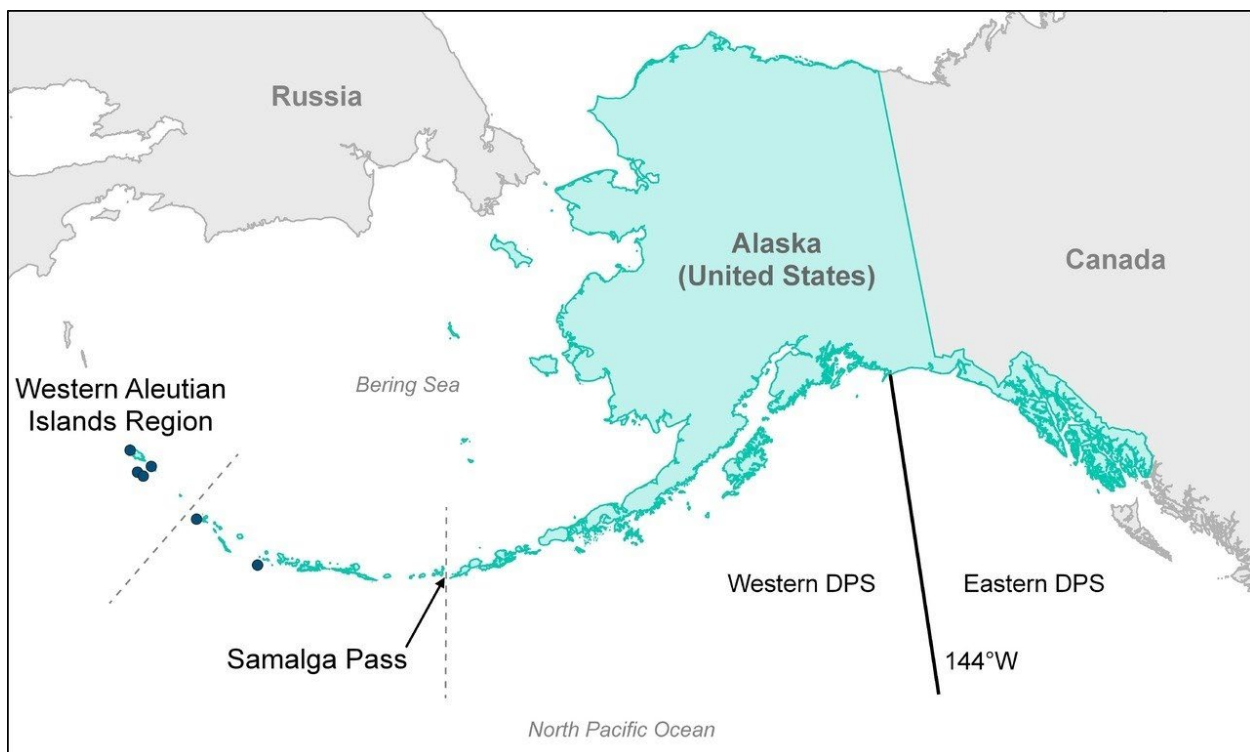 Russia
Alaska
(United States)
Canada
Bering Sea
Western Aleutian
Islands Region
Western DPS
Eastern DPS
Samalga Pass
144°W
North Pacific Ocean